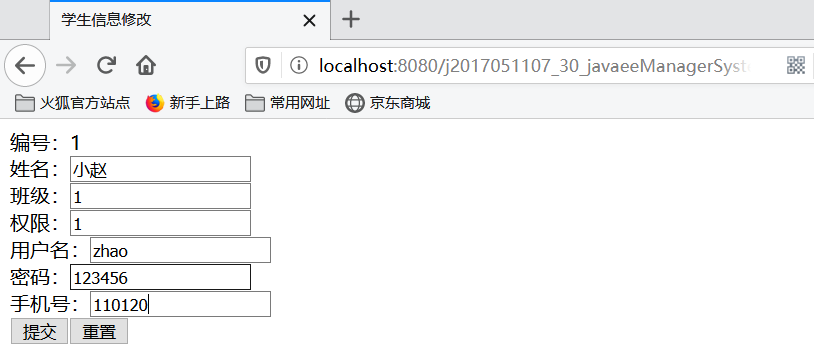 学生信息修改
localhost:8080/j2017051107_30_javaeeManagerSyste
火狐官方站点 新手上路 常用网址 京东商城
编号：1
姓名：小赵
班级：1
权限：1
用户名：zhao
密码：123456
手机号：110120
提交 重置